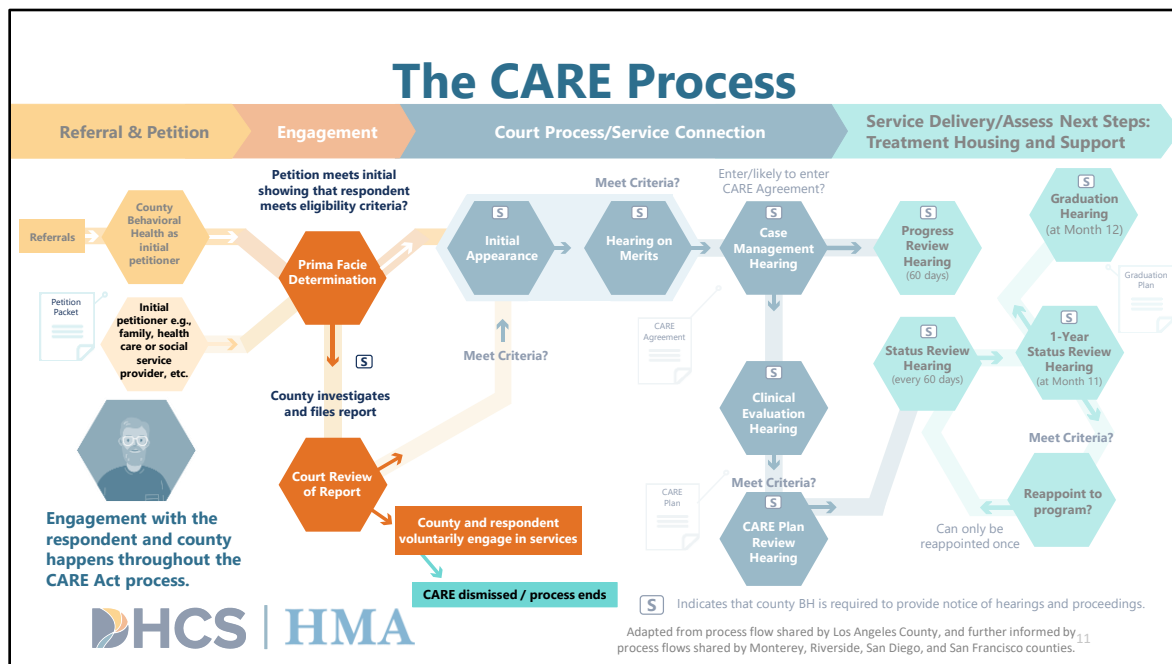 The CARE Process
Referral & Petition
Engagement
Court Process/Service Connection
Service Delivery/Assess Next Steps:
Treatment Housing and Support
Petition meets initial
showing that respondent
meets eligibility criteria?
Meet Criteria?
Enter/likely to enter
CARE Agreement?
Referrals
County
Behavioral
Health as
initial
petitioner
Petition
Packet
Initial
petitioner e.g.,
family, health
care or social
service
provider, etc.
Prima Facie
Determination
S
County investigates
and files report
Court Review
of Report
County and respondent
voluntarily engage in services
CARE dismissed / process ends
Meet Criteria?
S
Initial
Appearance
S
Hearing on
Merits
S
Case
Management
Hearing
CARE
Agreement
S
Clinical
Evaluation
Hearing
Meet Criteria?
CARE
Plan
S
CARE Plan
Review
Hearing
S
Progress
Review
Hearing
(60 days)
S
Status Review
Hearing
(every 60 days)
S
Graduation
Hearing
(at Month 12)
Graduation
Plan
S
1-Year
Status Review
Hearing
(at Month 11)
Meet Criteria?
Reappoint to
program?
Can only be
reappointed once
Engagement with the
respondent and county
happens throughout the
CARE Act process.
DHCS | HMA
S Indicates that county BH is required to provide notice of hearings and proceedings.
Adapted from process flow shared by Los Angeles County, and further informed by
process flows shared by Monterey, Riverside, San Diego, and San Francisco counties.
11